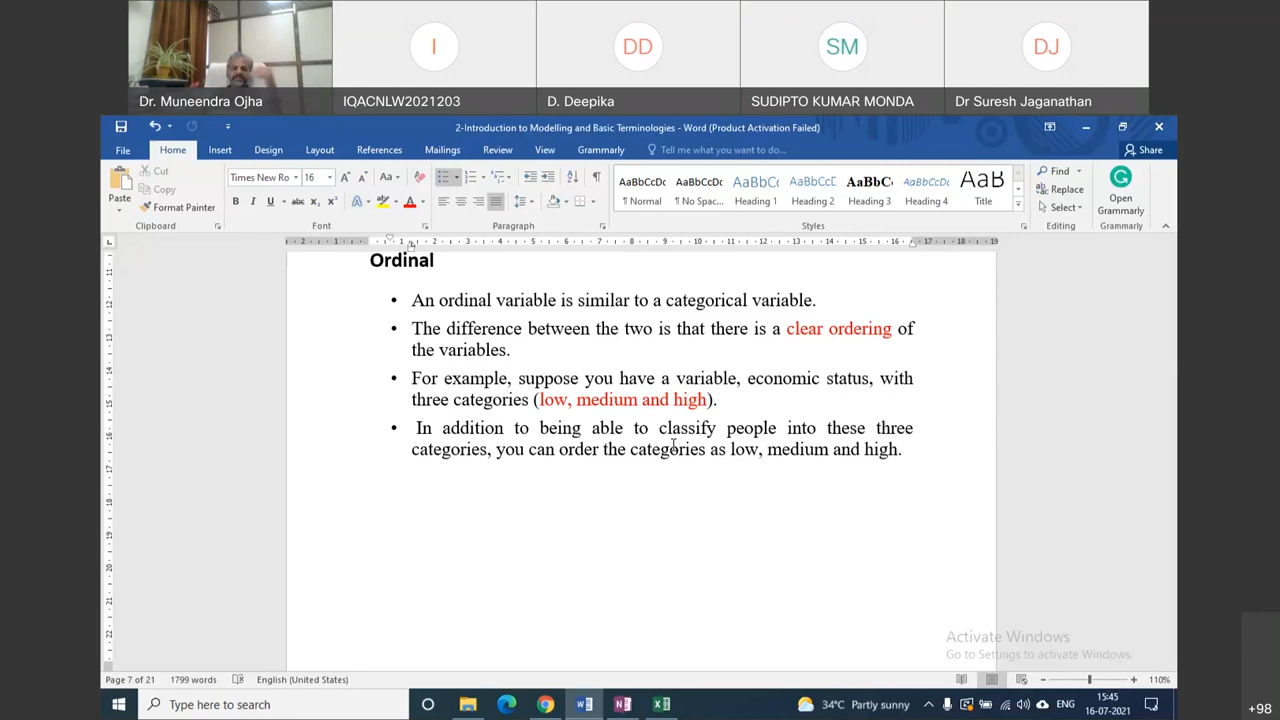 I
DD
SM
DJ
Dr. Muneendra Ojha
IQACNLW2021203
D. Deepika
SUDIPTO KUMAR MONDA
Dr Suresh Jaganathan
2-Introduction to Modelling and Basic Terminologies - Word (Product Activation Failed)
File Home Insert Design Layout References Mailings Review View Grammarly Tell me what you want to do... Share
Paste
Cut
Copy
Format Painter
Clipboard
Times New Ro 16
Font
Paragraph
AaBbCcDc AaBbCcDc AaBbCc AaBbCcD AaBbC AaBbCcD AaB
¶ Normal ¶ No Spac... Heading 1 Heading 2 Heading 3 Heading 4 Title
Styles
Find
Replace
Select
Editing
Open
Grammarly
Grammarly
Ordinal
• An ordinal variable is similar to a categorical variable.
• The difference between the two is that there is a clear ordering of
the variables.
• For example, suppose you have a variable, economic status, with
three categories (low, medium and high).
• In addition to being able to classify people into these three
categories, you can order the categories as low, medium and high.
Activate Windows
Go to Settings to activate Windows.
Page 7 of 21 1799 words English (United States) 110%
Type here to search
34°C Partly sunny
ENG
15:45
16-07-2021
+98